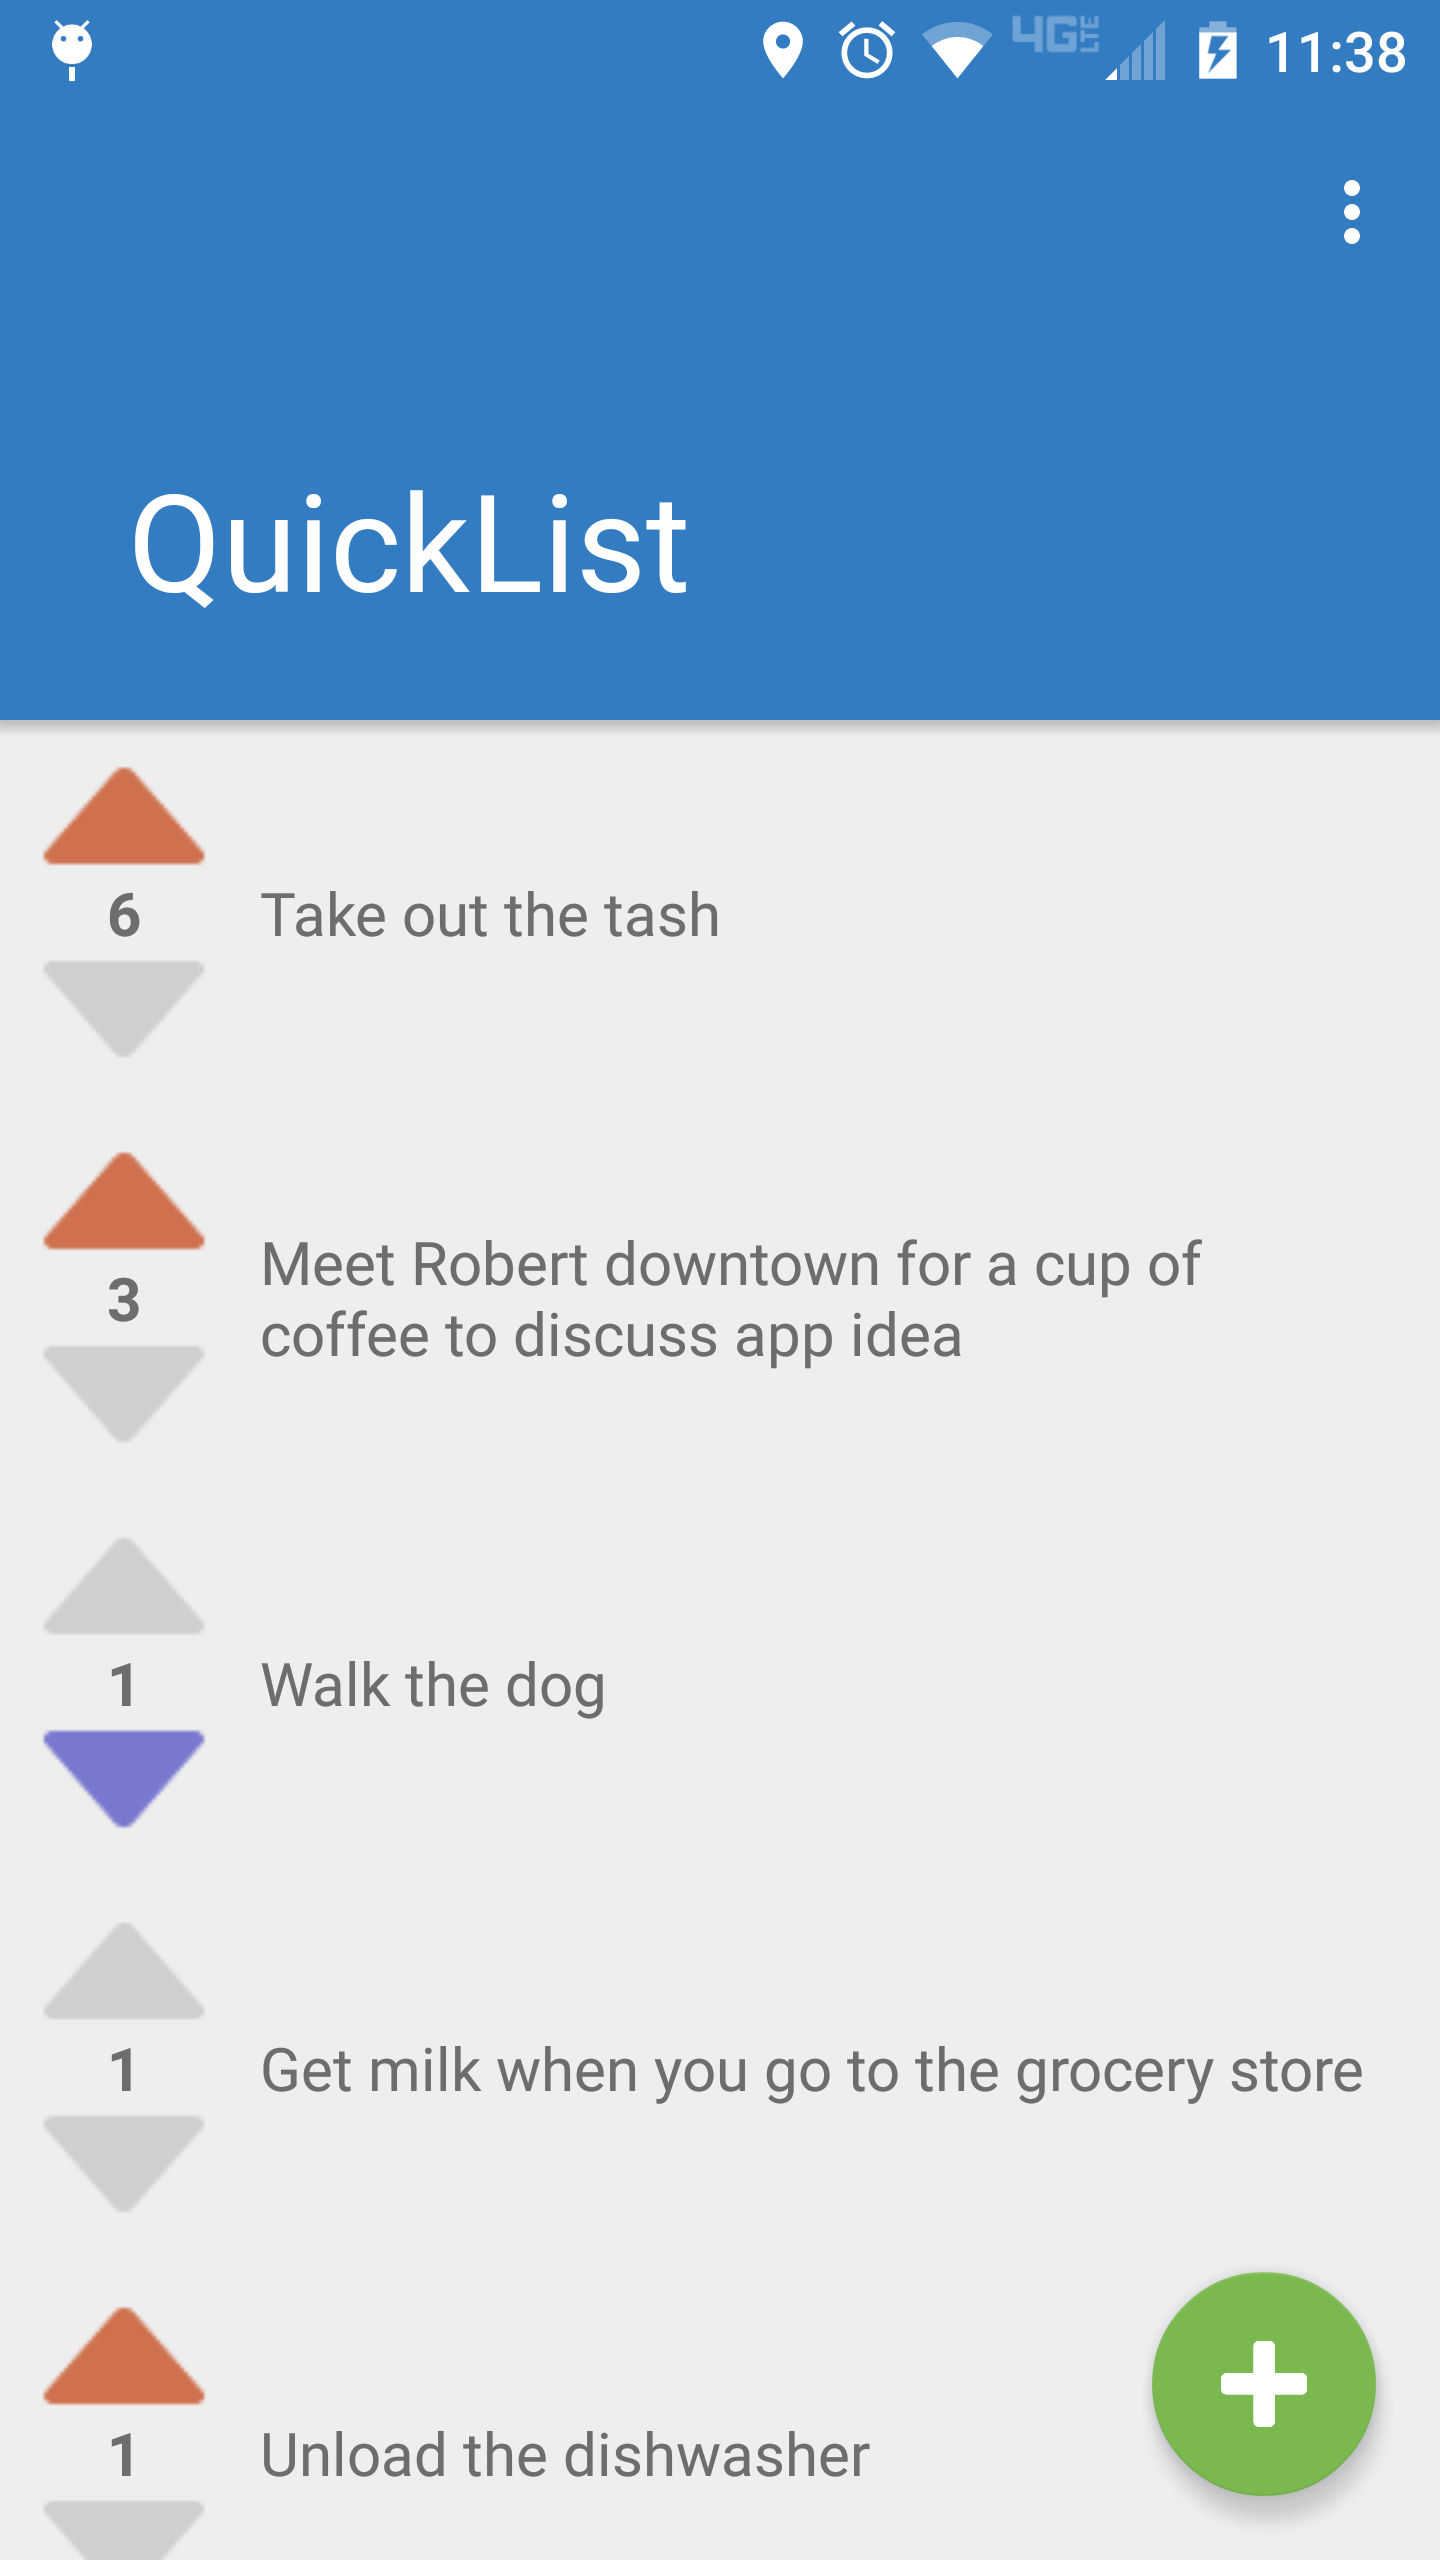 4G LTE 11:38
QuickList
6 Take out the tash
Meet Robert downtown for a cup of
3
coffee to discuss app idea
1 Walk the dog
1 Get milk when you go to the grocery store
1 Unload the dishwasher